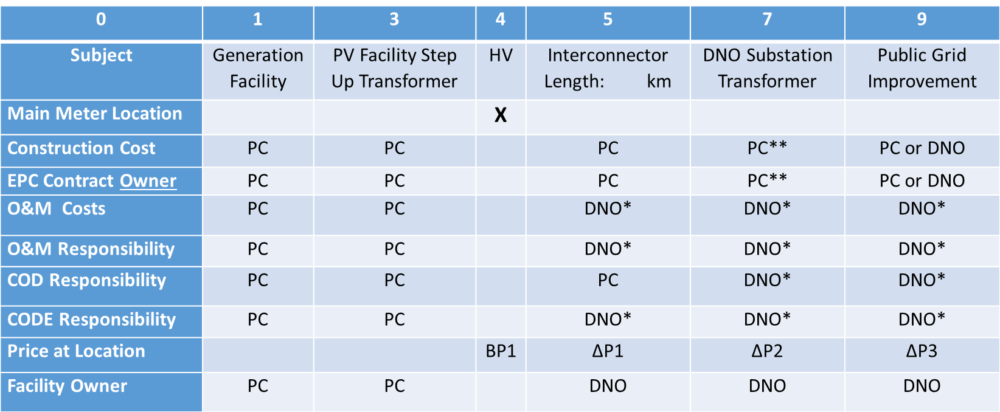 0 1 3 4 5 7 9
Subject Generation PV Facility Step HV Interconnector DNO Substation Public Grid
Facility Up Transformer Length: km Transformer Improvement
Main Meter Location X
Construction Cost PC PC PC PC** PC or DNO
EPC Contract Owner PC PC PC PC** PC or DNO
O&M Costs PC PC DNO* DNO* DNO*
O&M Responsibility PC PC DNO* DNO* DNO*
COD Responsibility PC PC PC DNO* DNO*
CODE Responsibility PC PC DNO* DNO* DNO*
Price at Location BP1 ΔP1 ΔP2 ΔP3
Facility Owner PC PC DNO DNO DNO